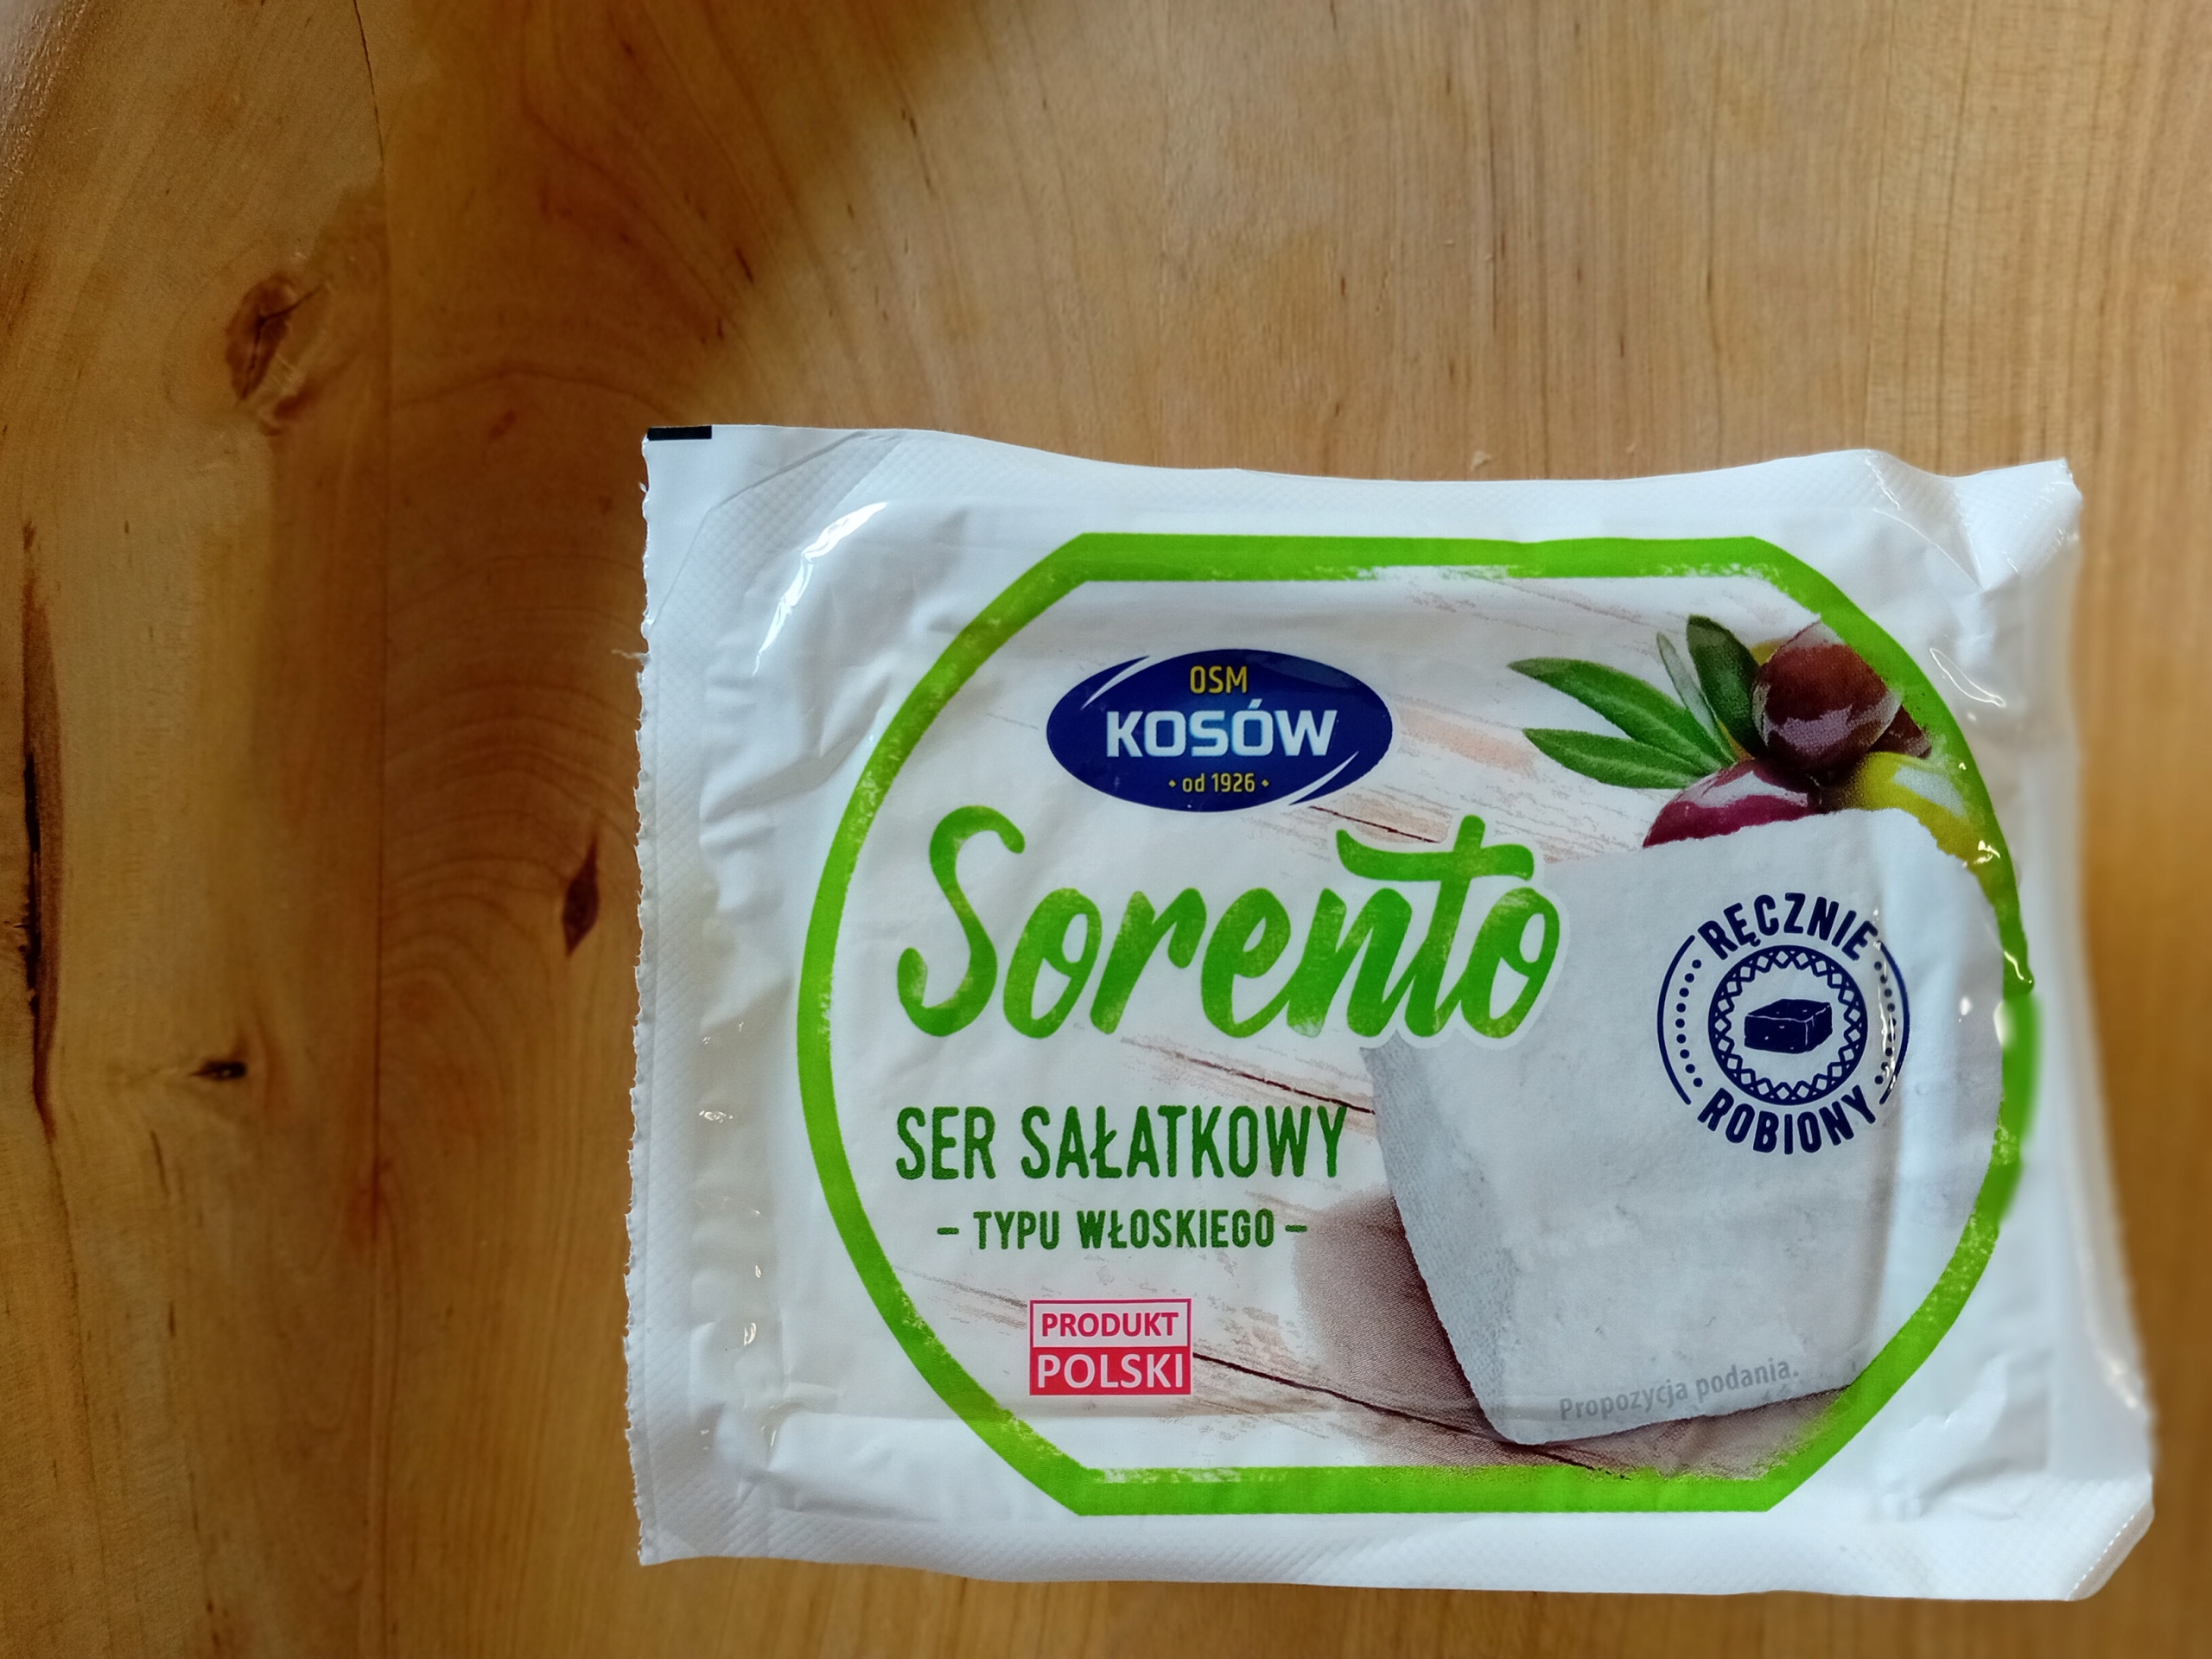 OSM
KOSÓW
• od 1926 •
Sorento
RĘCZNIE
ROBIONY
SER SAŁATKOWY
– TYPU WŁOSKIEGO –
PRODUKT
POLSKI
Propozycja podania.